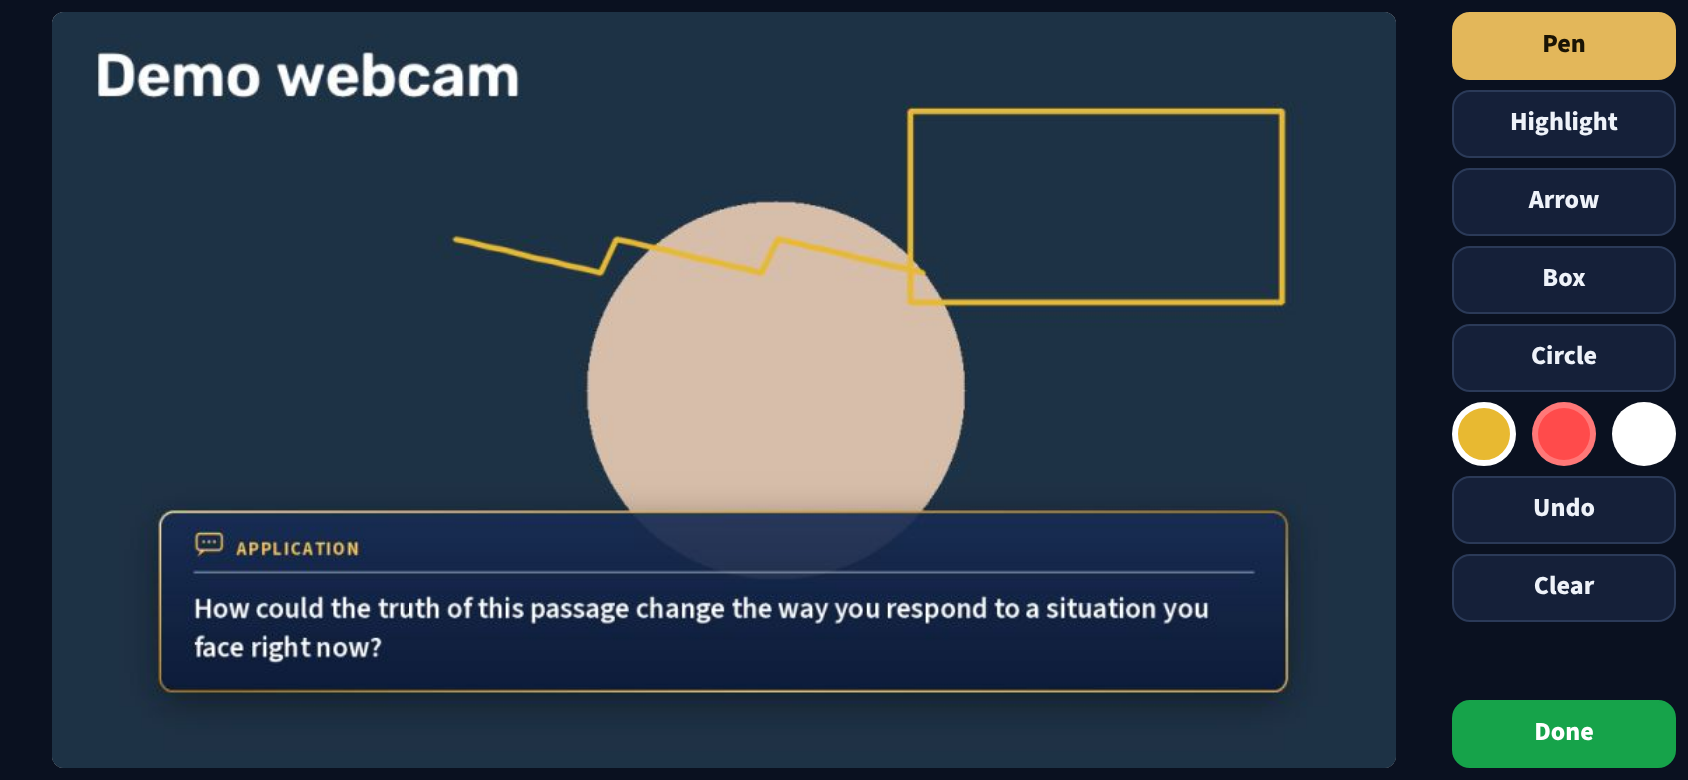 Demo webcam
APPLICATION
How could the truth of this passage change the way you respond to a situation you
face right now?
Pen
Highlight
Arrow
Box
Circle
Undo
Clear
Done